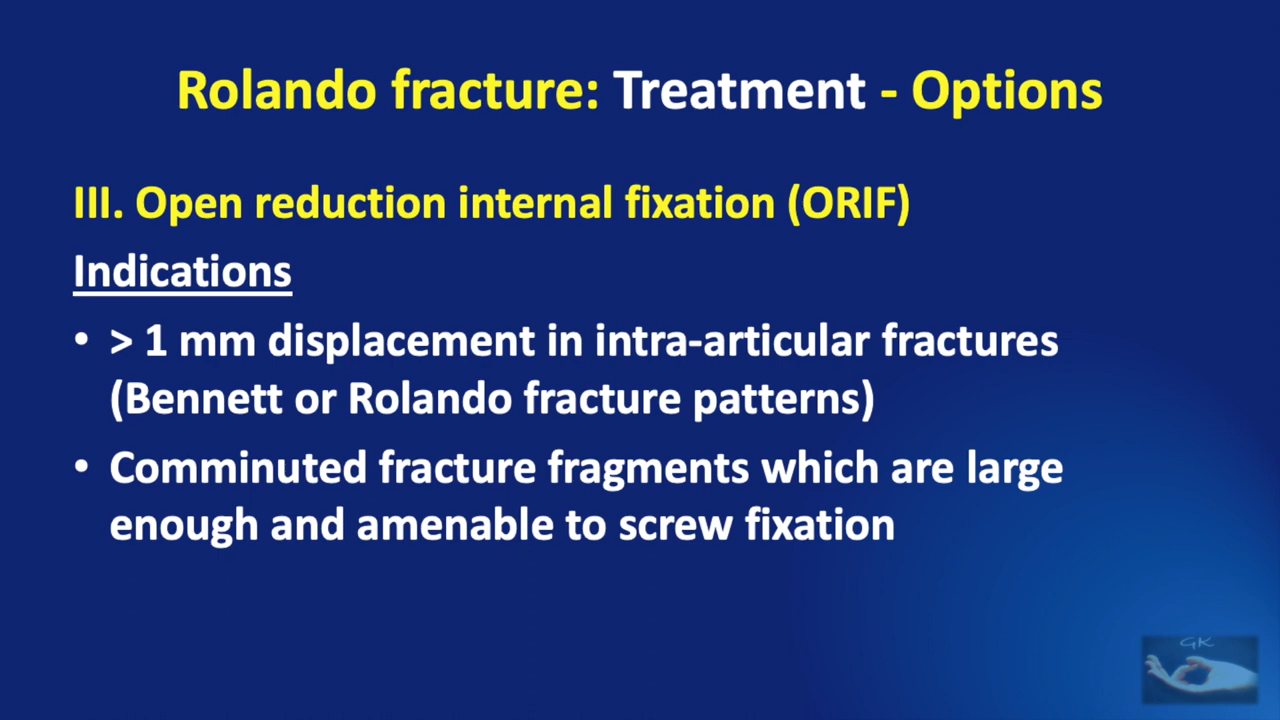 Rolando fracture: Treatment - Options
III. Open reduction internal fixation (ORIF)
Indications
• > 1 mm displacement in intra-articular fractures
(Bennett or Rolando fracture patterns)
• Comminuted fracture fragments which are large
enough and amenable to screw fixation
GK